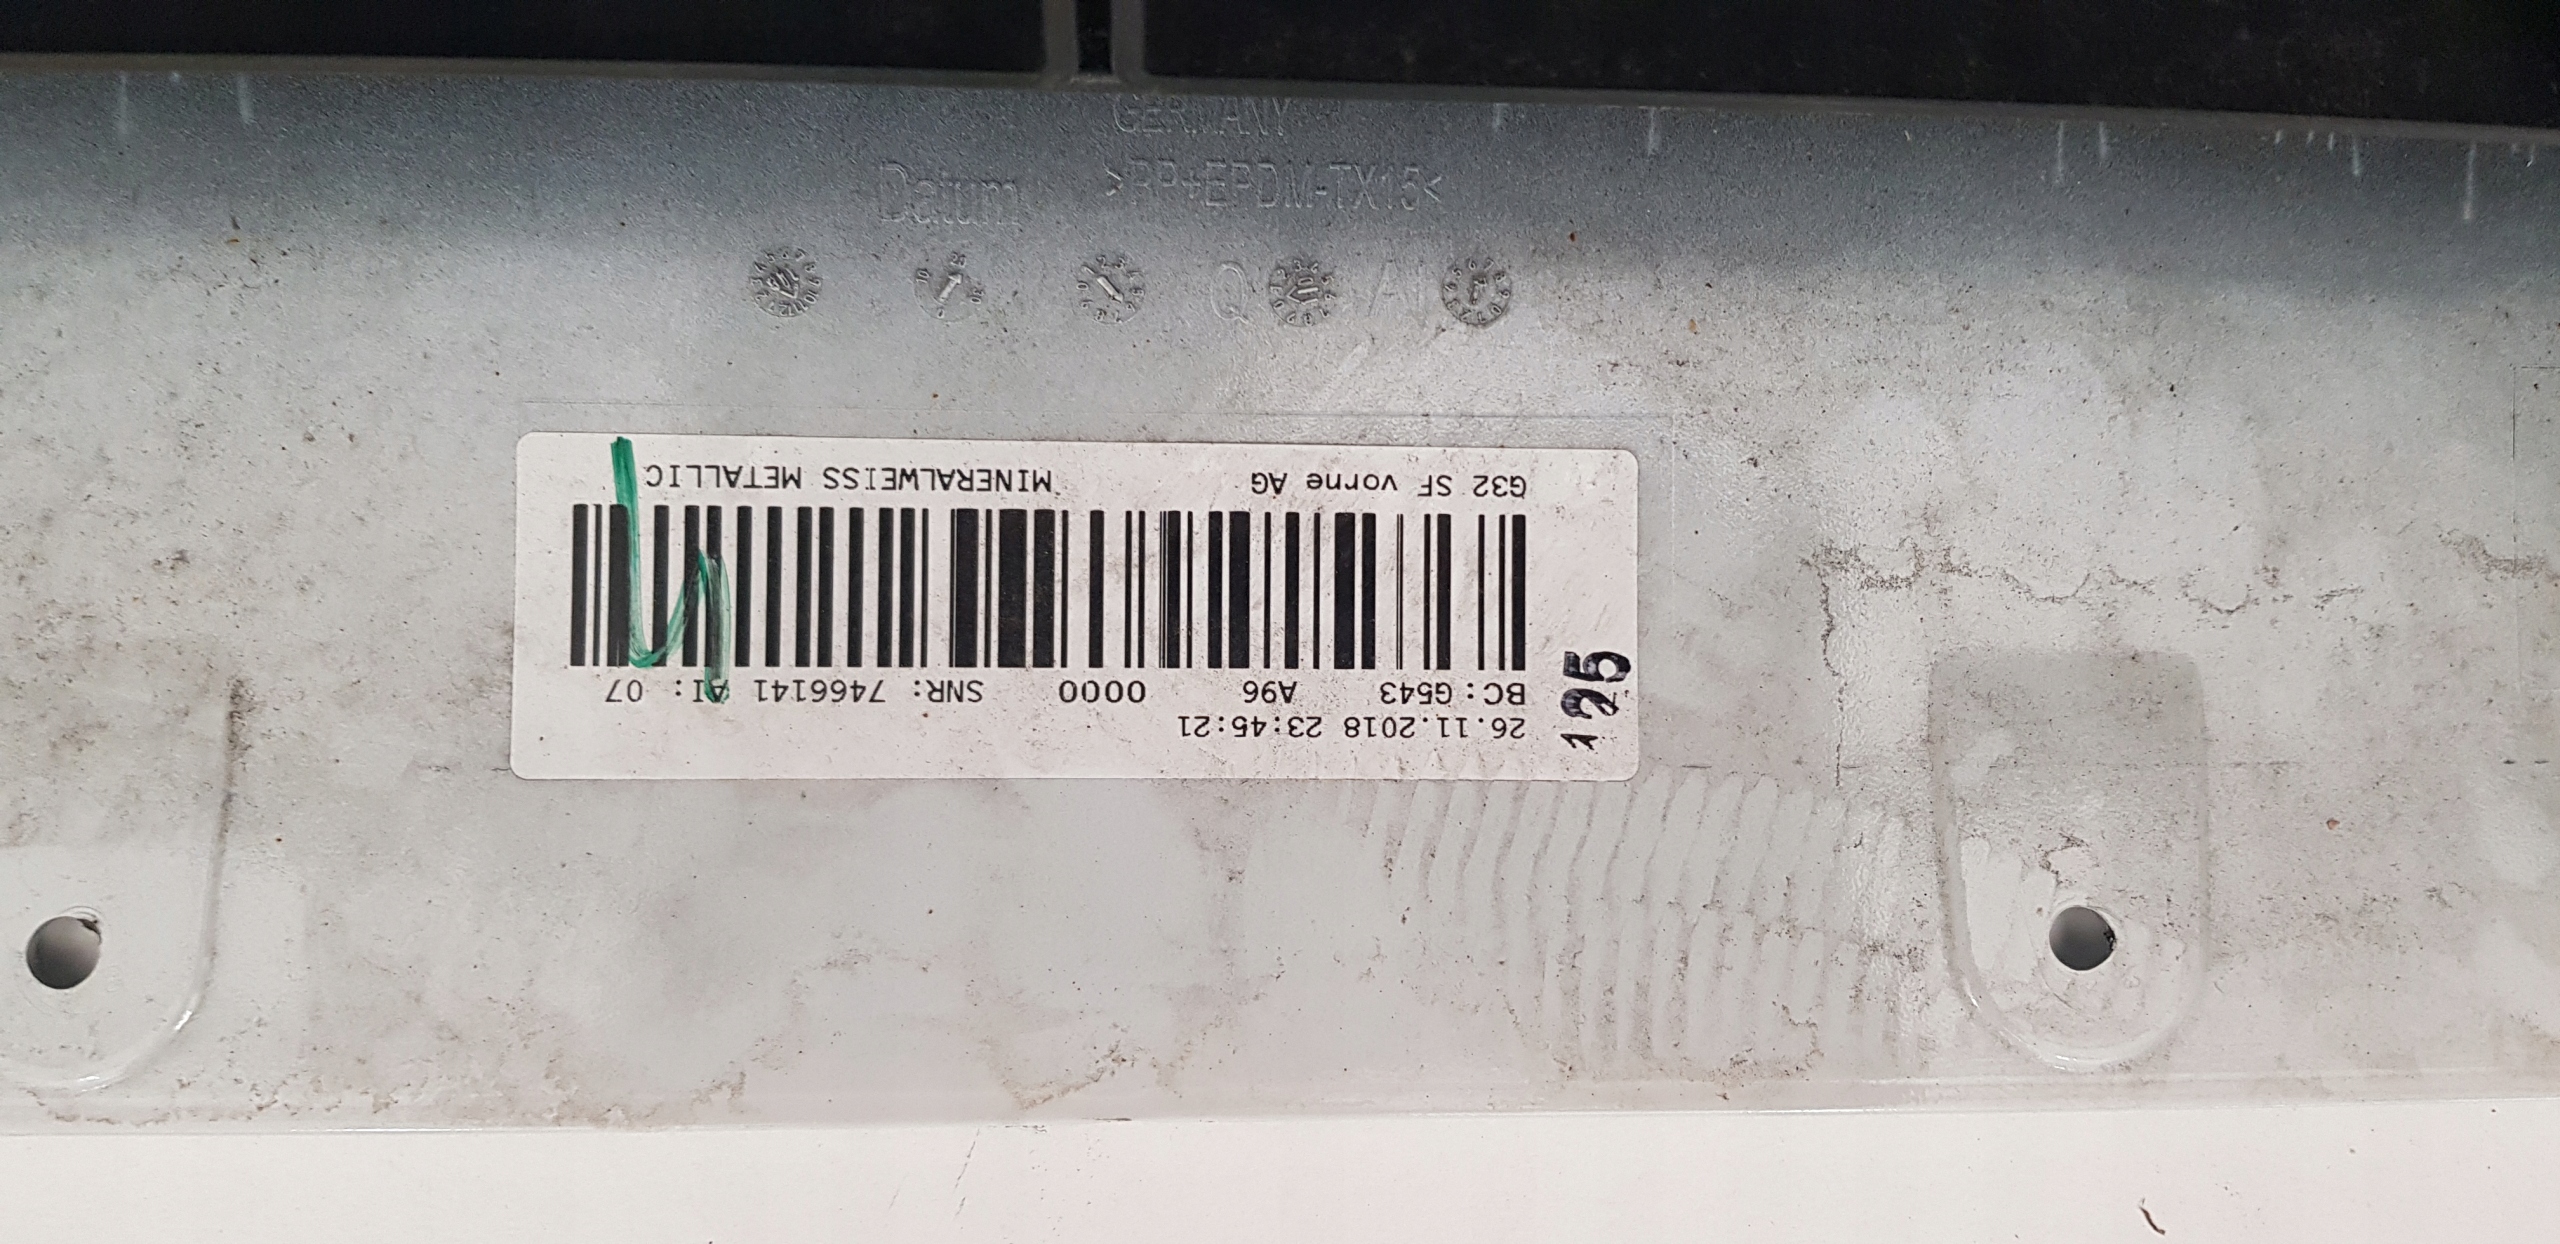 GERMANY
Datum >PP+EPDM-TX15<
26.11.2018 23:45:21
BC:G543 A96 0000 SNR: 7466141 AI: 07
G32 SF vorne AG MINERALWEISS METALLIC
125